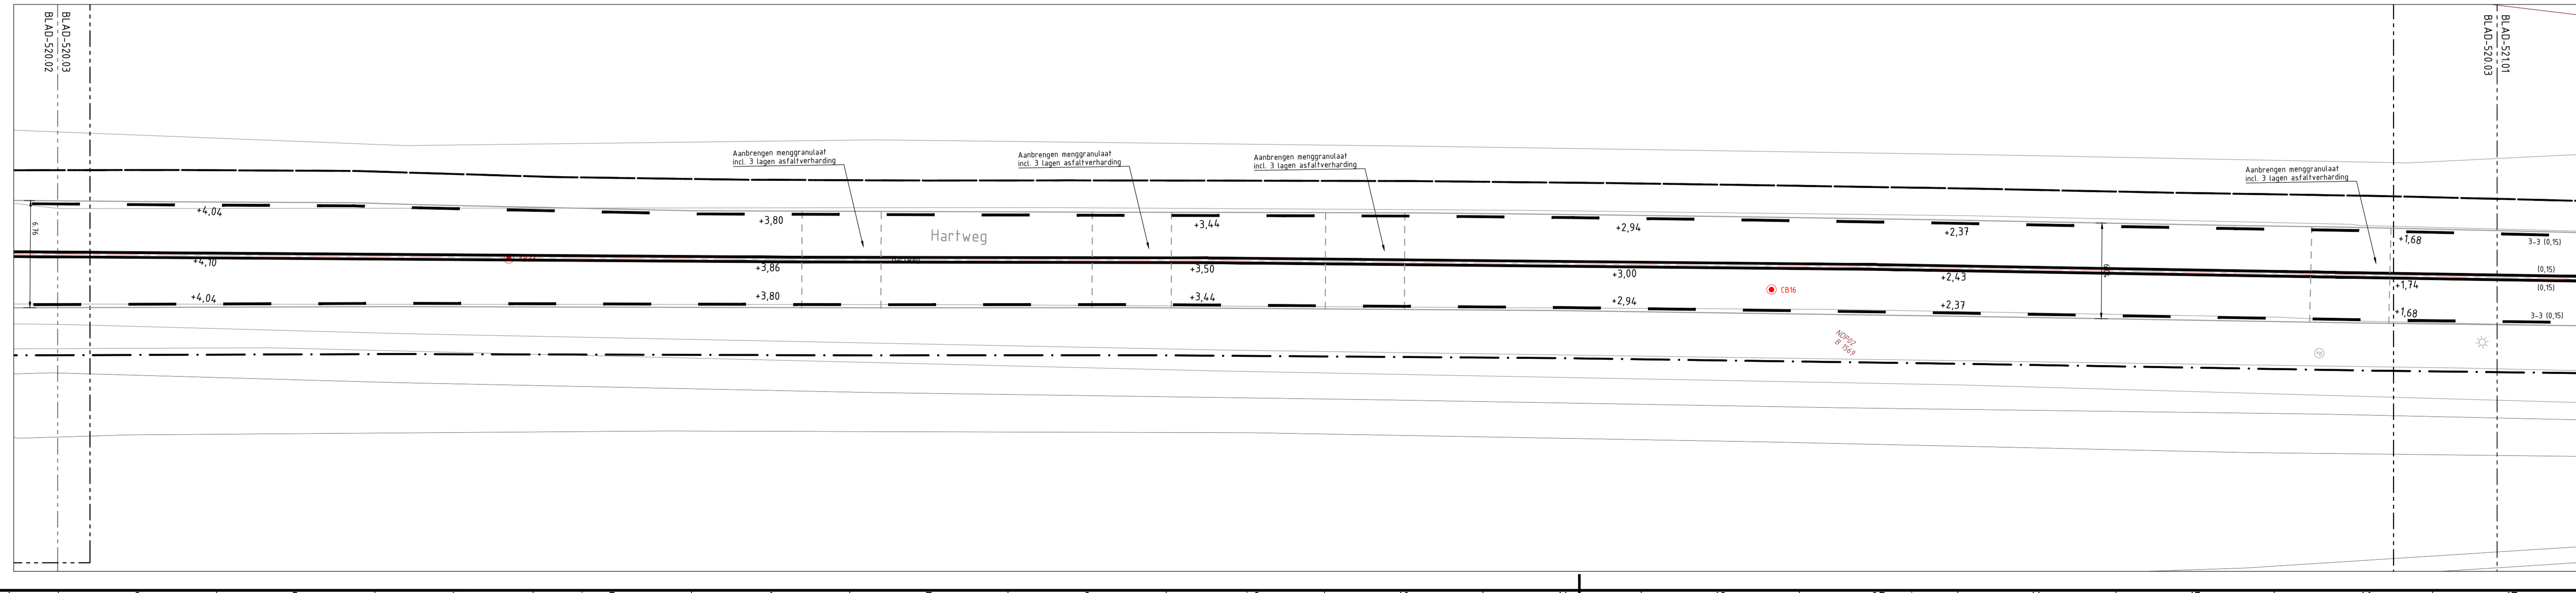 BLAD-520.02
BLAD-520.03
BLAD-520.03
BLAD-521.01
Aanbrengen menggranulaat
incl. 3 lagen asfaltverharding
Aanbrengen menggranulaat
incl. 3 lagen asfaltverharding
Aanbrengen menggranulaat
incl. 3 lagen asfaltverharding
Aanbrengen menggranulaat
incl. 3 lagen asfaltverharding
6.76
+4,04
+3,80
+3,44
+2,94
+2,37
+1,68
3-3 (0,15)
Hartweg
+4,10
+3,86
+3,50
+3,00
+2,43
+1,74
(0,15)
(0,15)
CB16
+4,04
+3,80
+3,44
+2,94
+2,37
+1,68
3-3 (0,15)
NDP02
B 1569